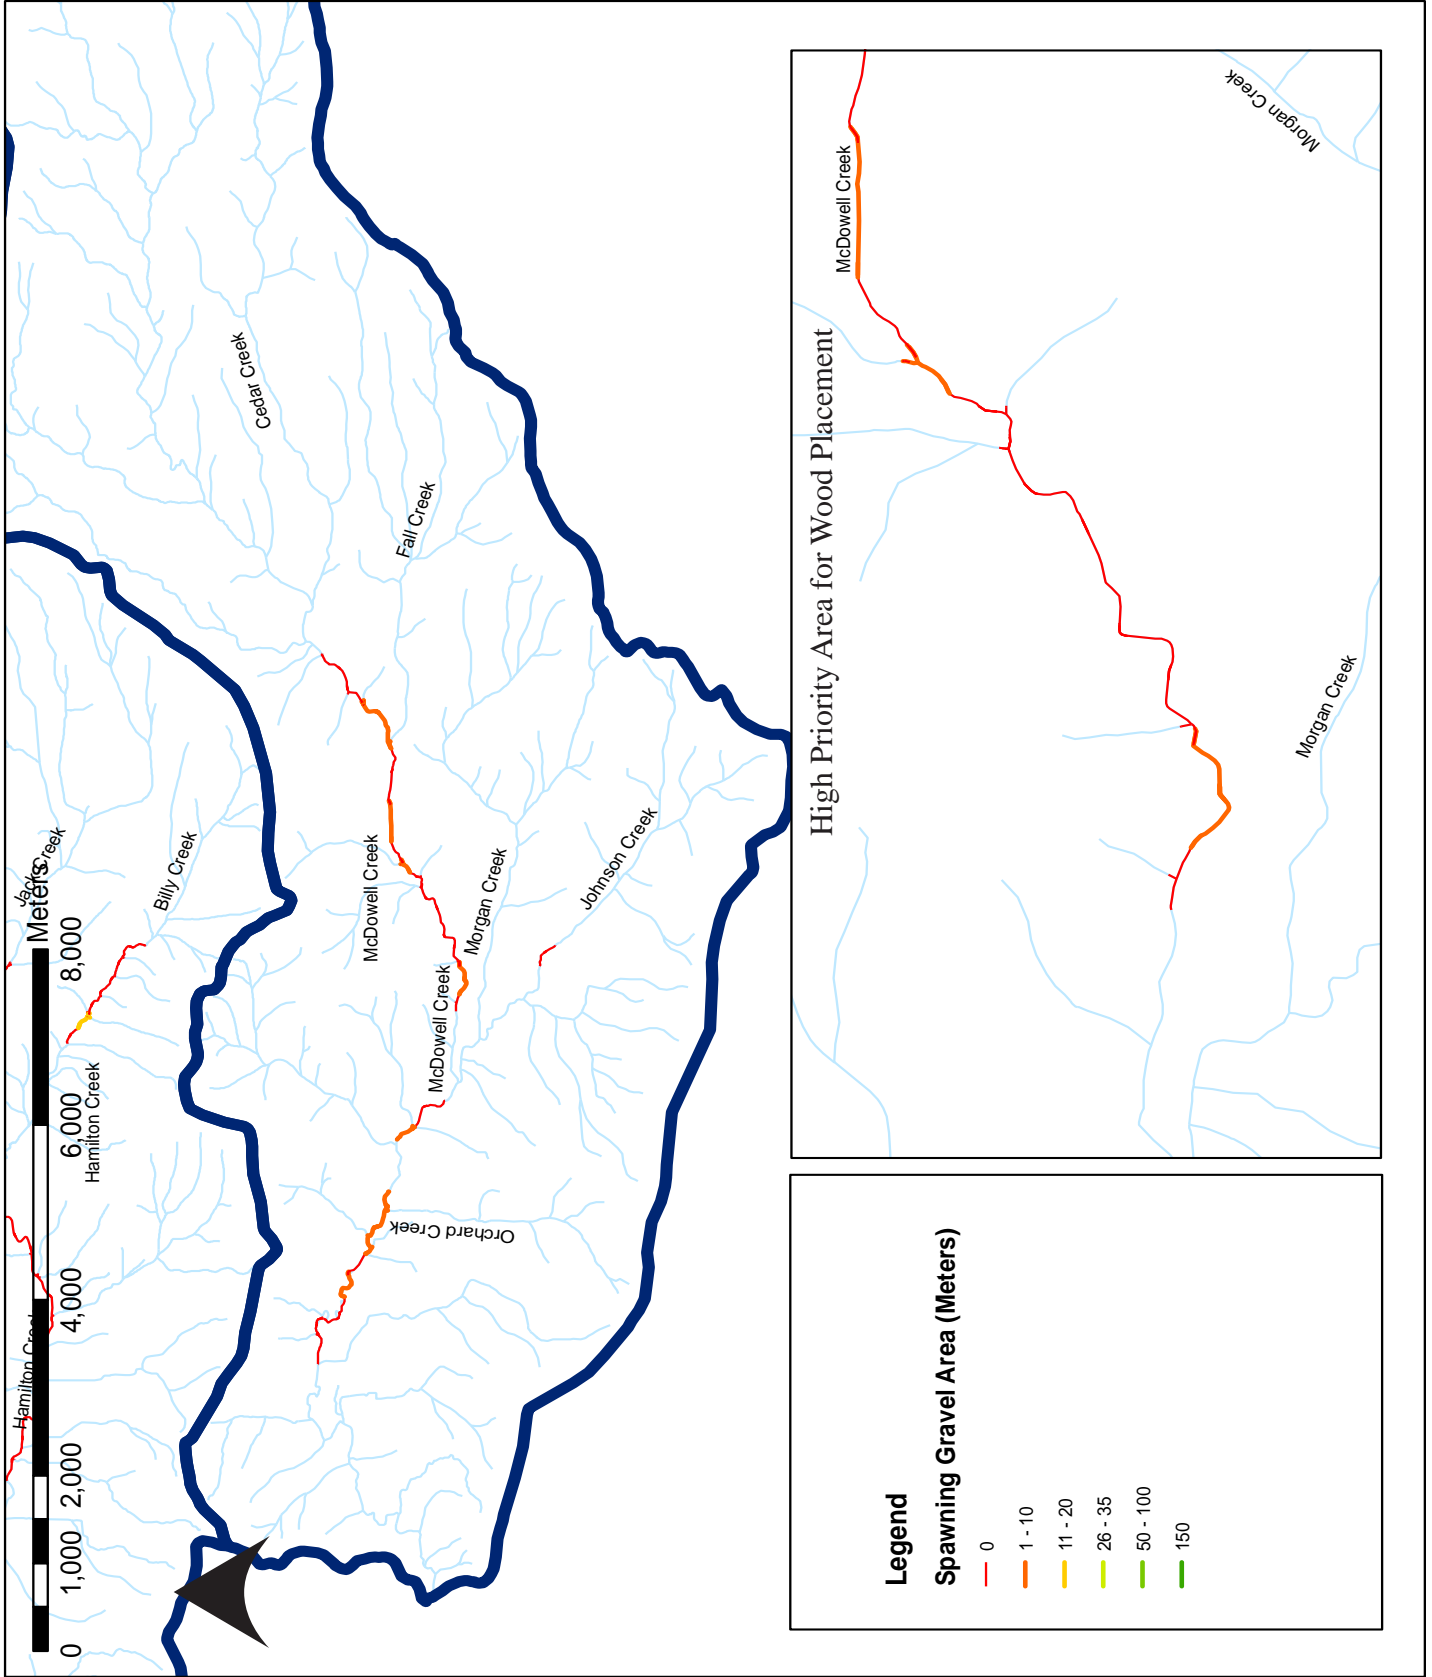 Hamilton Creek
Hamilton Creek
Jack Creek
Billy Creek
Cedar Creek
Fall Creek
McDowell Creek
McDowell Creek
Morgan Creek
Johnson Creek
Orchard Creek
0
1,000
2,000
4,000
6,000
8,000
Meters
High Priority Area for Wood Placement
McDowell Creek
Morgan Creek
Morgan Creek
Legend
Spawning Gravel Area (Meters)
0
1 - 10
11 - 20
26 - 35
50 - 100
150